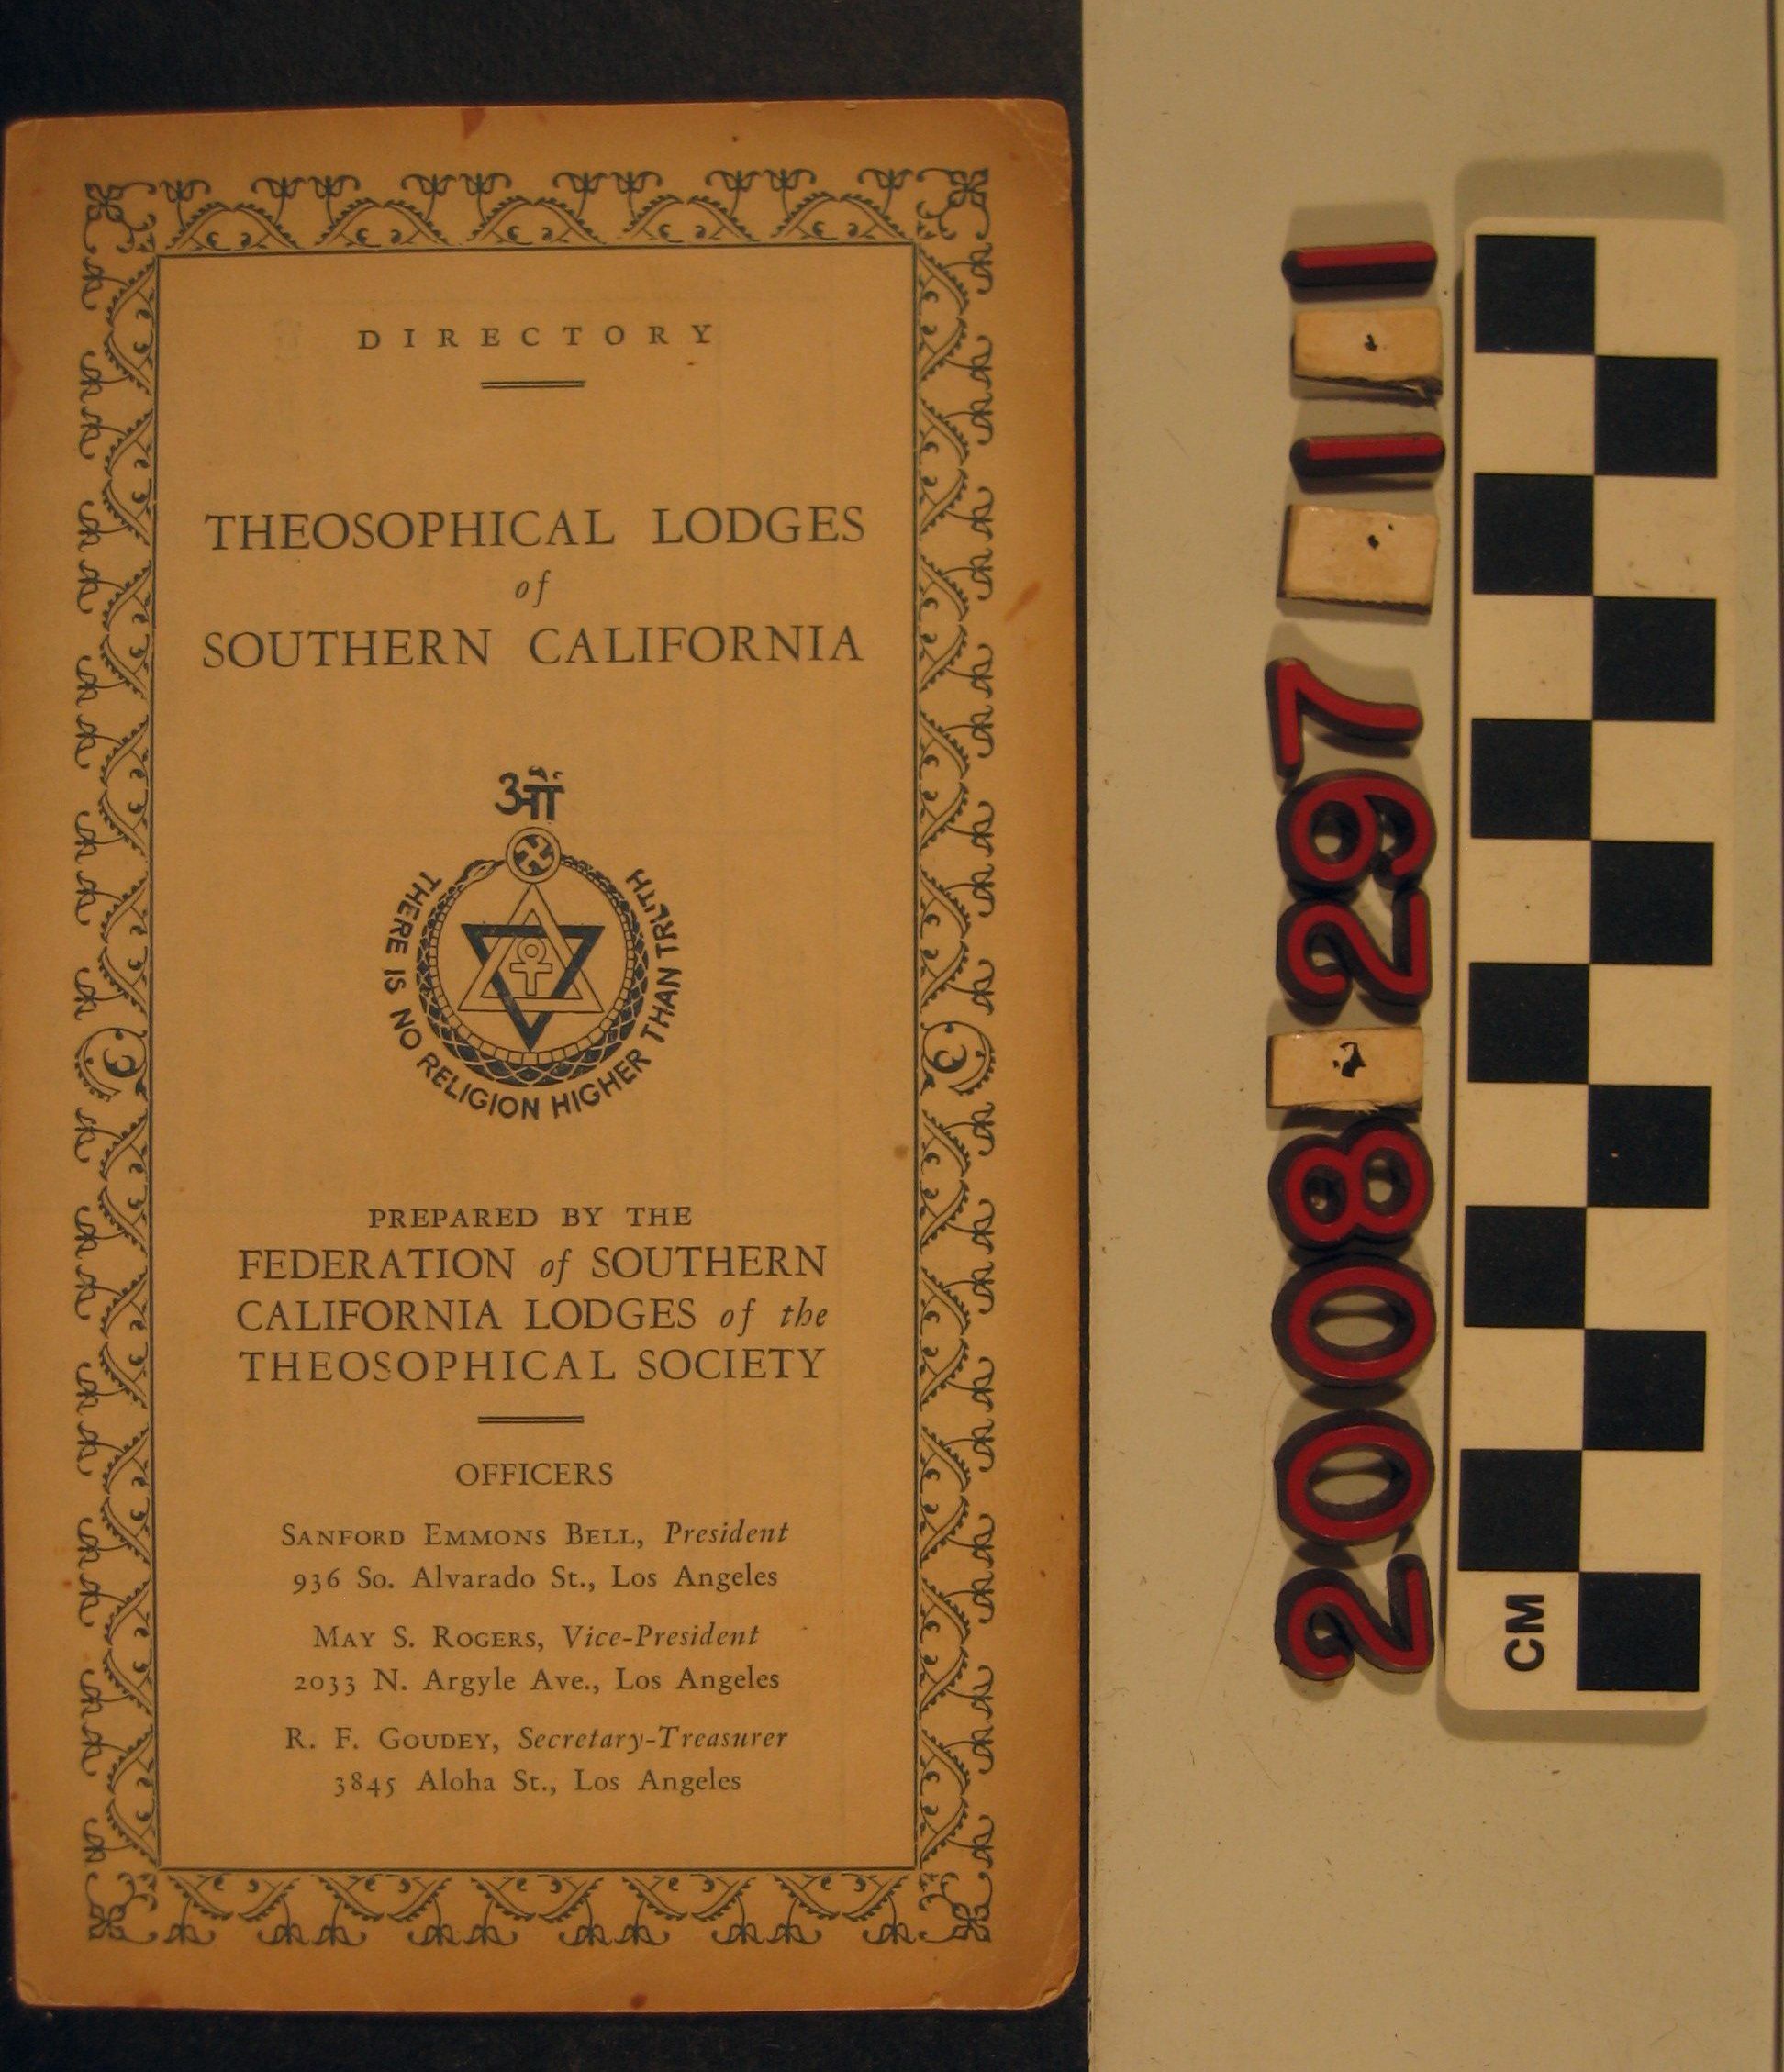 DIRECTORY
THEOSOPHICAL LODGES
of
SOUTHERN CALIFORNIA
ओँ
THERE IS NO RELIGION HIGHER THAN TRUTH
PREPARED BY THE
FEDERATION of SOUTHERN
CALIFORNIA LODGES of the
THEOSOPHICAL SOCIETY
OFFICERS
SANFORD EMMONS BELL, President
936 So. Alvarado St., Los Angeles
MAY S. ROGERS, Vice-President
2033 N. Argyle Ave., Los Angeles
R. F. GOUDEY, Secretary-Treasurer
3845 Aloha St., Los Angeles
2008.297.1.1
CM